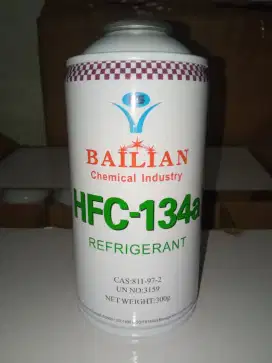 BAILIAN
Chemical Industry
HFC-134a
REFRIGERANT
CAS:811-97-2
UN NO:3159
NET WEIGHT:300g